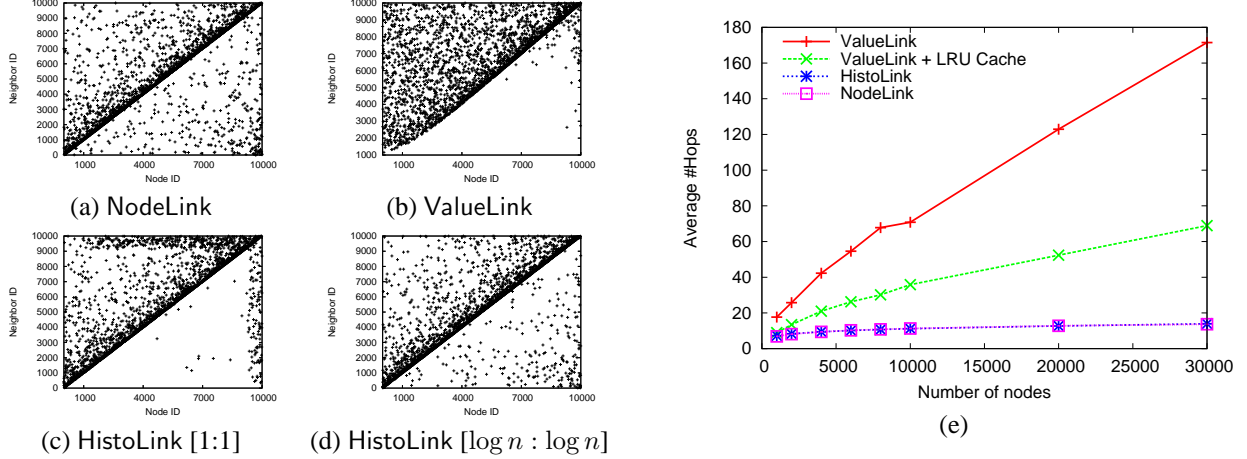 10000
9000
8000
7000
6000
5000
4000
3000
2000
1000
0
Neighbor ID
1000 4000 7000 10000
Node ID
(a) NodeLink
10000
9000
8000
7000
6000
5000
4000
3000
2000
1000
Neighbor ID
1000 4000 7000 10000
Node ID
(b) ValueLink
10000
9000
8000
7000
6000
5000
4000
3000
2000
1000
0
Neighbor ID
1000 4000 7000 10000
Node ID
(c) HistoLink [1:1]
10000
9000
8000
7000
6000
5000
4000
3000
2000
1000
0
Neighbor ID
1000 4000 7000 10000
Node ID
(d) HistoLink [log n : log n]
180
160
140
120
100
80
60
40
20
0
Average #Hops
ValueLink
ValueLink + LRU Cache
HistoLink
NodeLink
0 5000 10000 15000 20000 25000 30000
Number of nodes
(e)